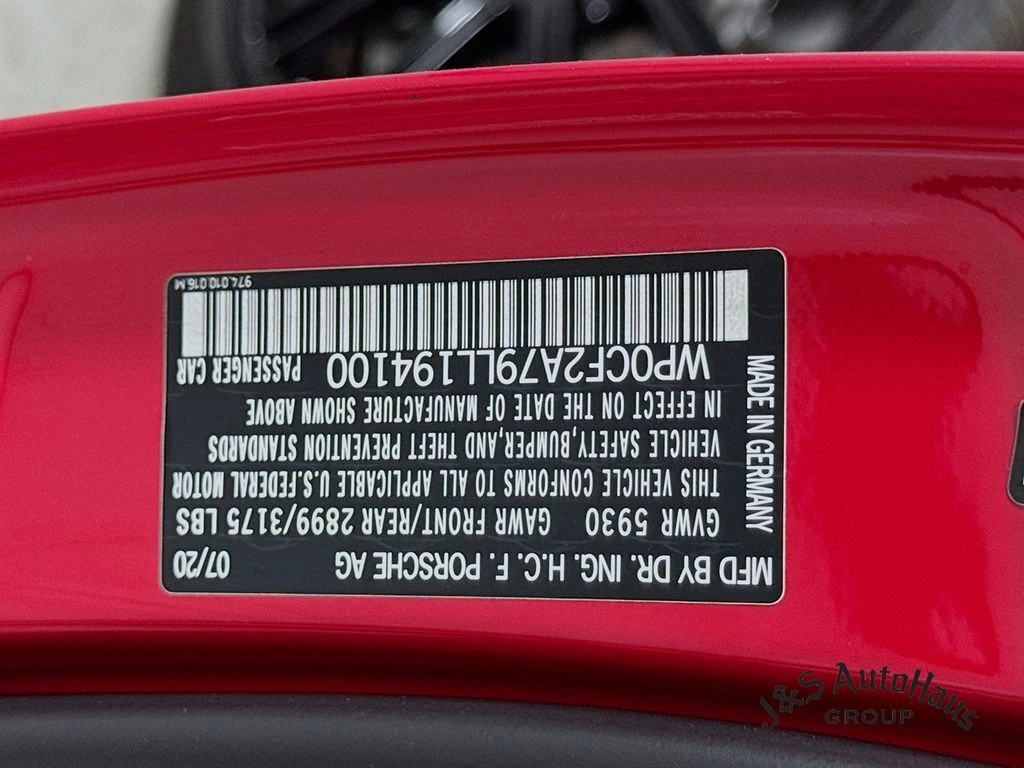 MFD BY DR. ING. H.C. F. PORSCHE AG 07/20
GVWR 5930 GAWR FRONT/REAR 2899/3175 LBS
THIS VEHICLE CONFORMS TO ALL APPLICABLE U.S.FEDERAL MOTOR
VEHICLE SAFETY,BUMPER,AND THEFT PREVENTION STANDARDS
IN EFFECT ON THE DATE OF MANUFACTURE SHOWN ABOVE
WP0CF2A79LL194100 PASSENGER CAR
974.010.016.M
MADE IN GERMANY
J&S AutoHaus
GROUP